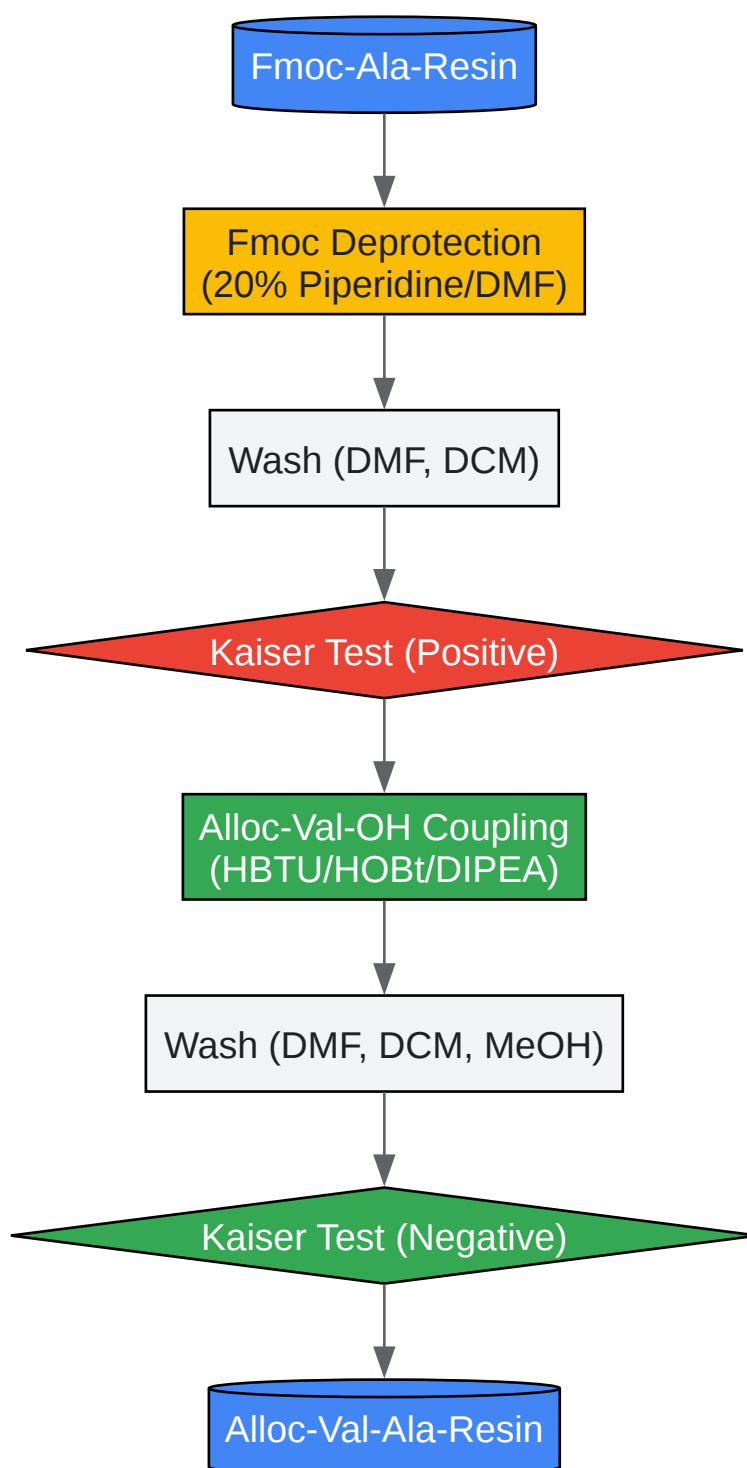 Fmoc-Ala-Resin
Fmoc Deprotection
(20% Piperidine/DMF)
Wash (DMF, DCM)
Kaiser Test (Positive)
Alloc-Val-OH Coupling
(HBTU/HOBt/DIPEA)
Wash (DMF, DCM, MeOH)
Kaiser Test (Negative)
Alloc-Val-Ala-Resin